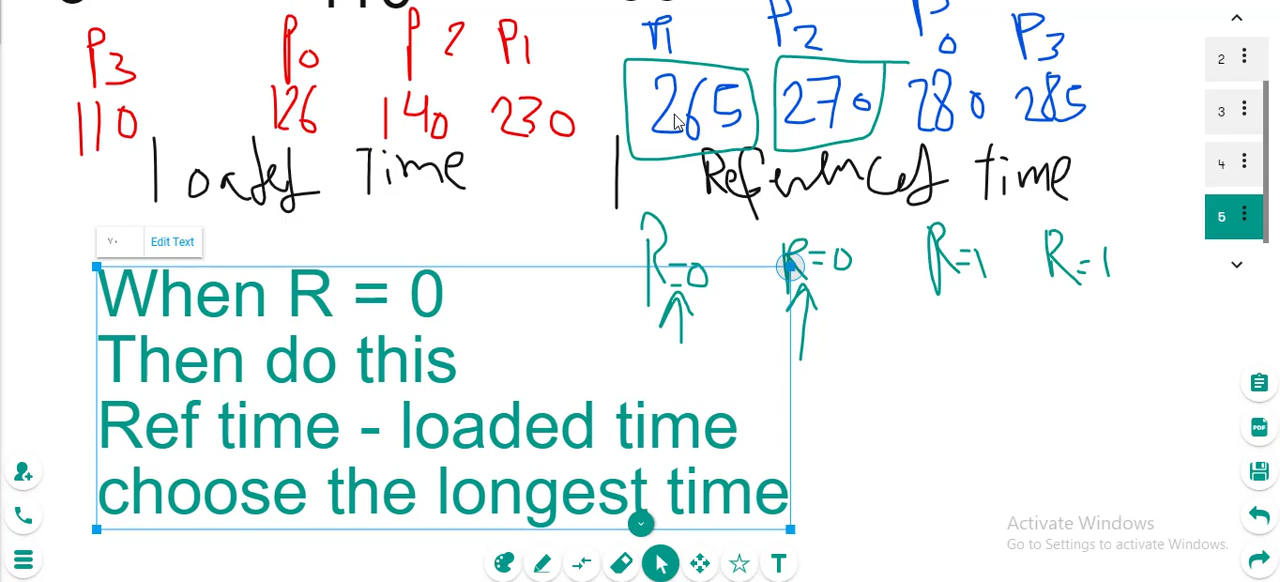 P3 P0 P2 P1
110 126 140 230
loaded Time
P1 P2 P3
0
265 270 280 285
Referenced time
R=0 R=0 R=1 R=1
Edit Text
When R = 0
Then do this
Ref time - loaded time
choose the longest time
2
3
4
5
PDF
T
Activate Windows
Go to Settings to activate Windows.